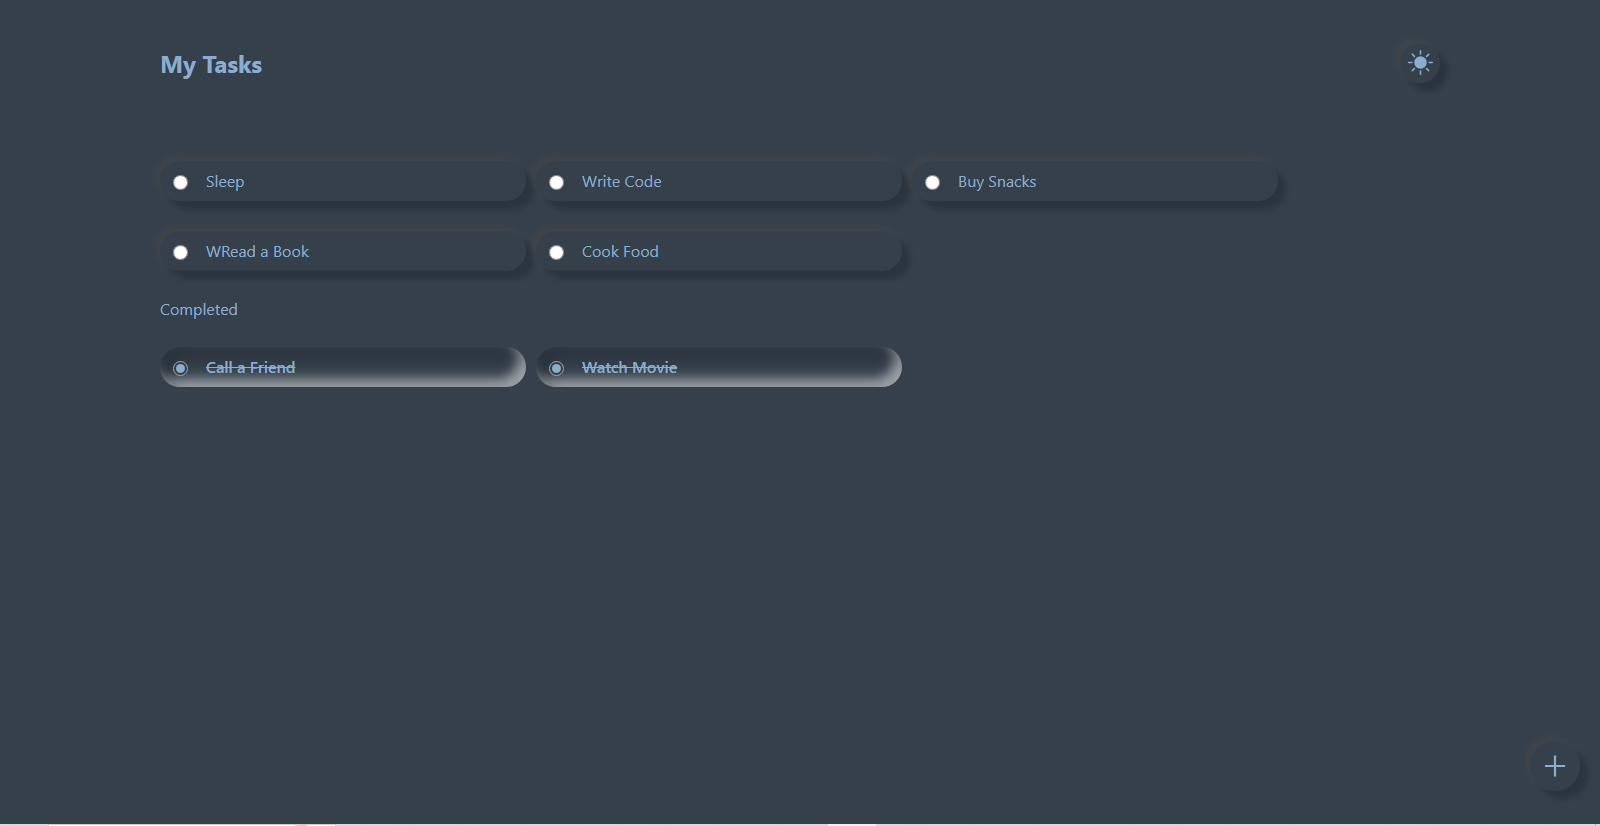 My Tasks
Sleep
Write Code
Buy Snacks
WRead a Book
Cook Food
Completed
Call a Friend
Watch Movie